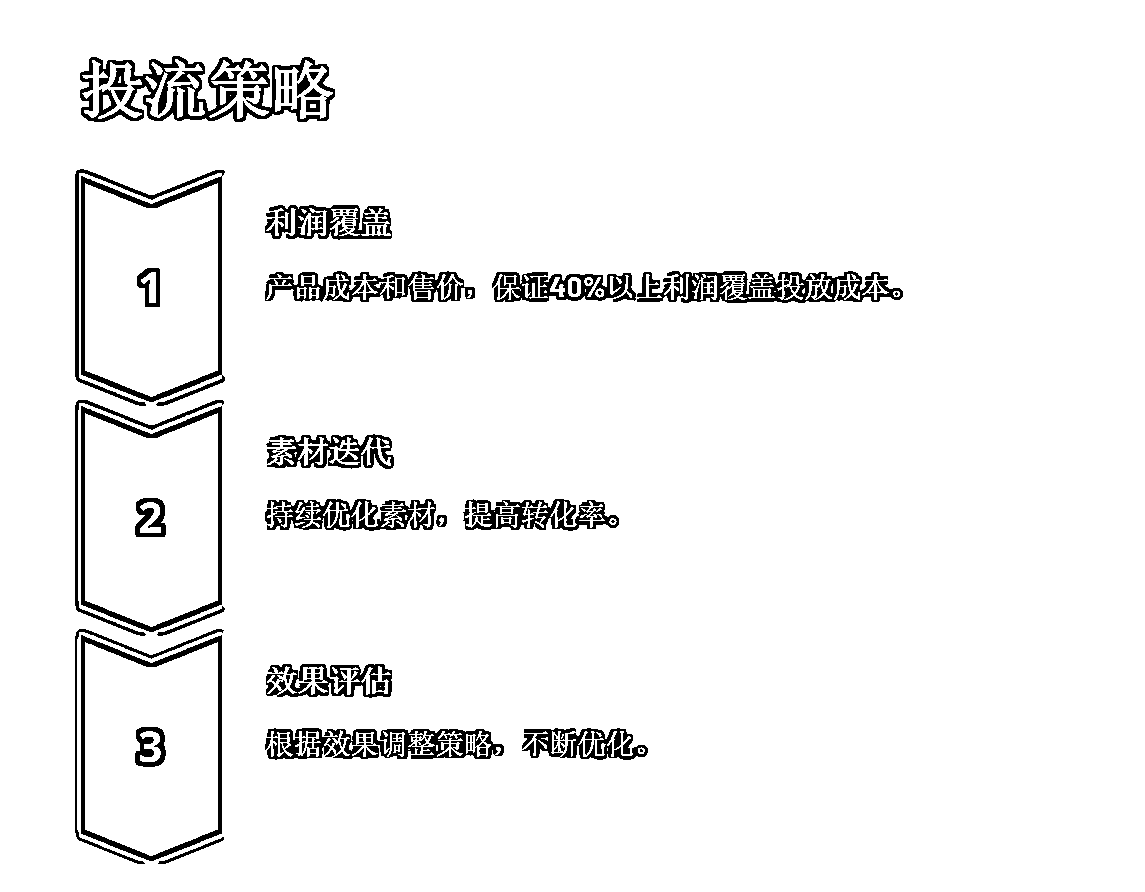 投流策略
1
利润覆盖
产品成本和售价，保证40%以上利润覆盖投放成本。
2
素材迭代
持续优化素材，提高转化率。
3
效果评估
根据效果调整策略，不断优化。